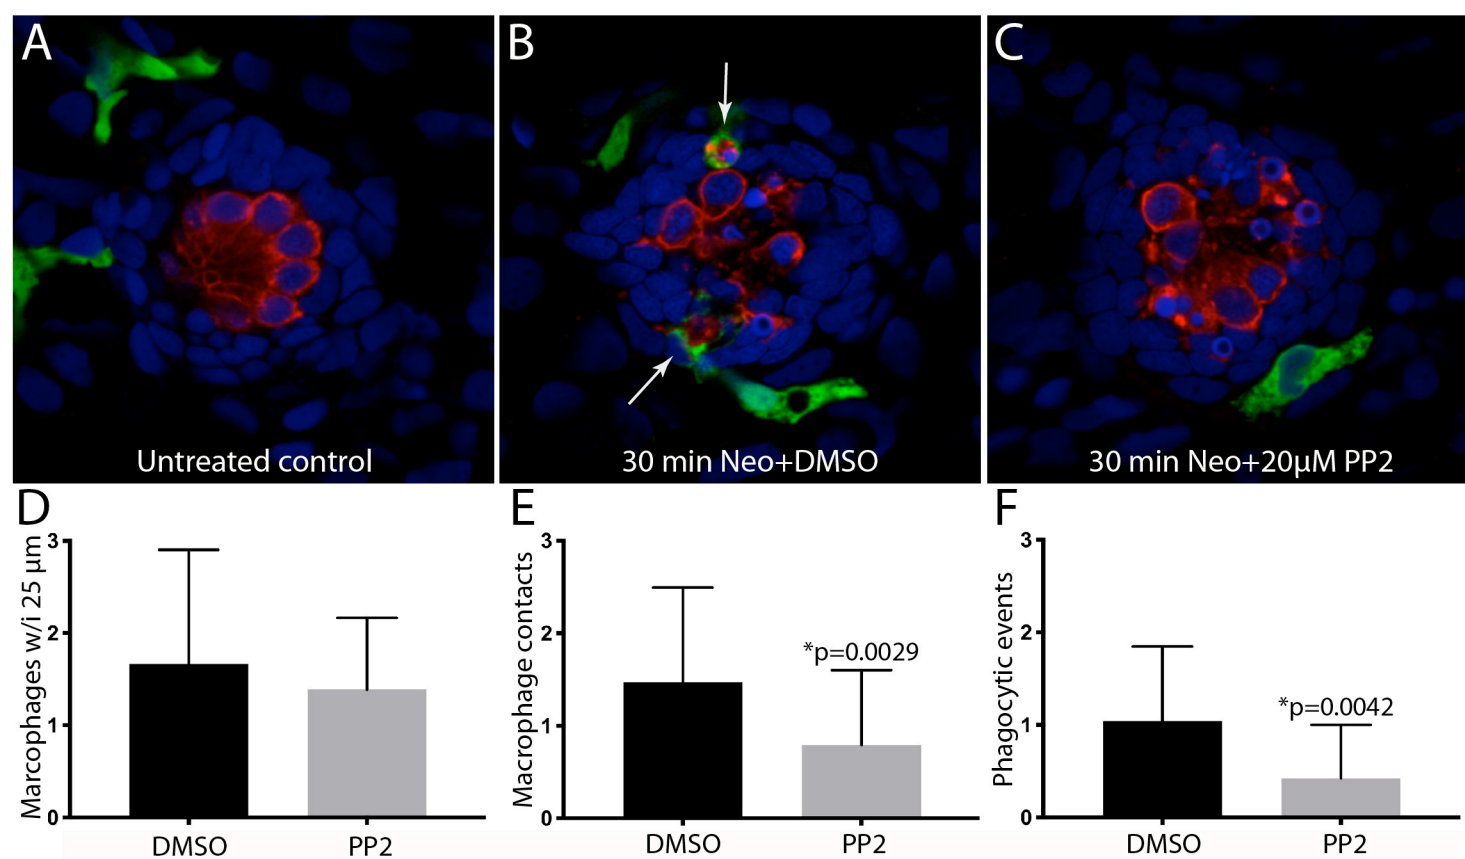 A
B
C
Untreated control
30 min Neo+DMSO
30 min Neo+20µM PP2
D
Marcophages w/i 25 µm
3
2
1
0
DMSO
PP2
E
Macrophage contacts
3
2
1
0
*p=0.0029
DMSO
PP2
F
Phagocytic events
3
2
1
0
*p=0.0042
DMSO
PP2